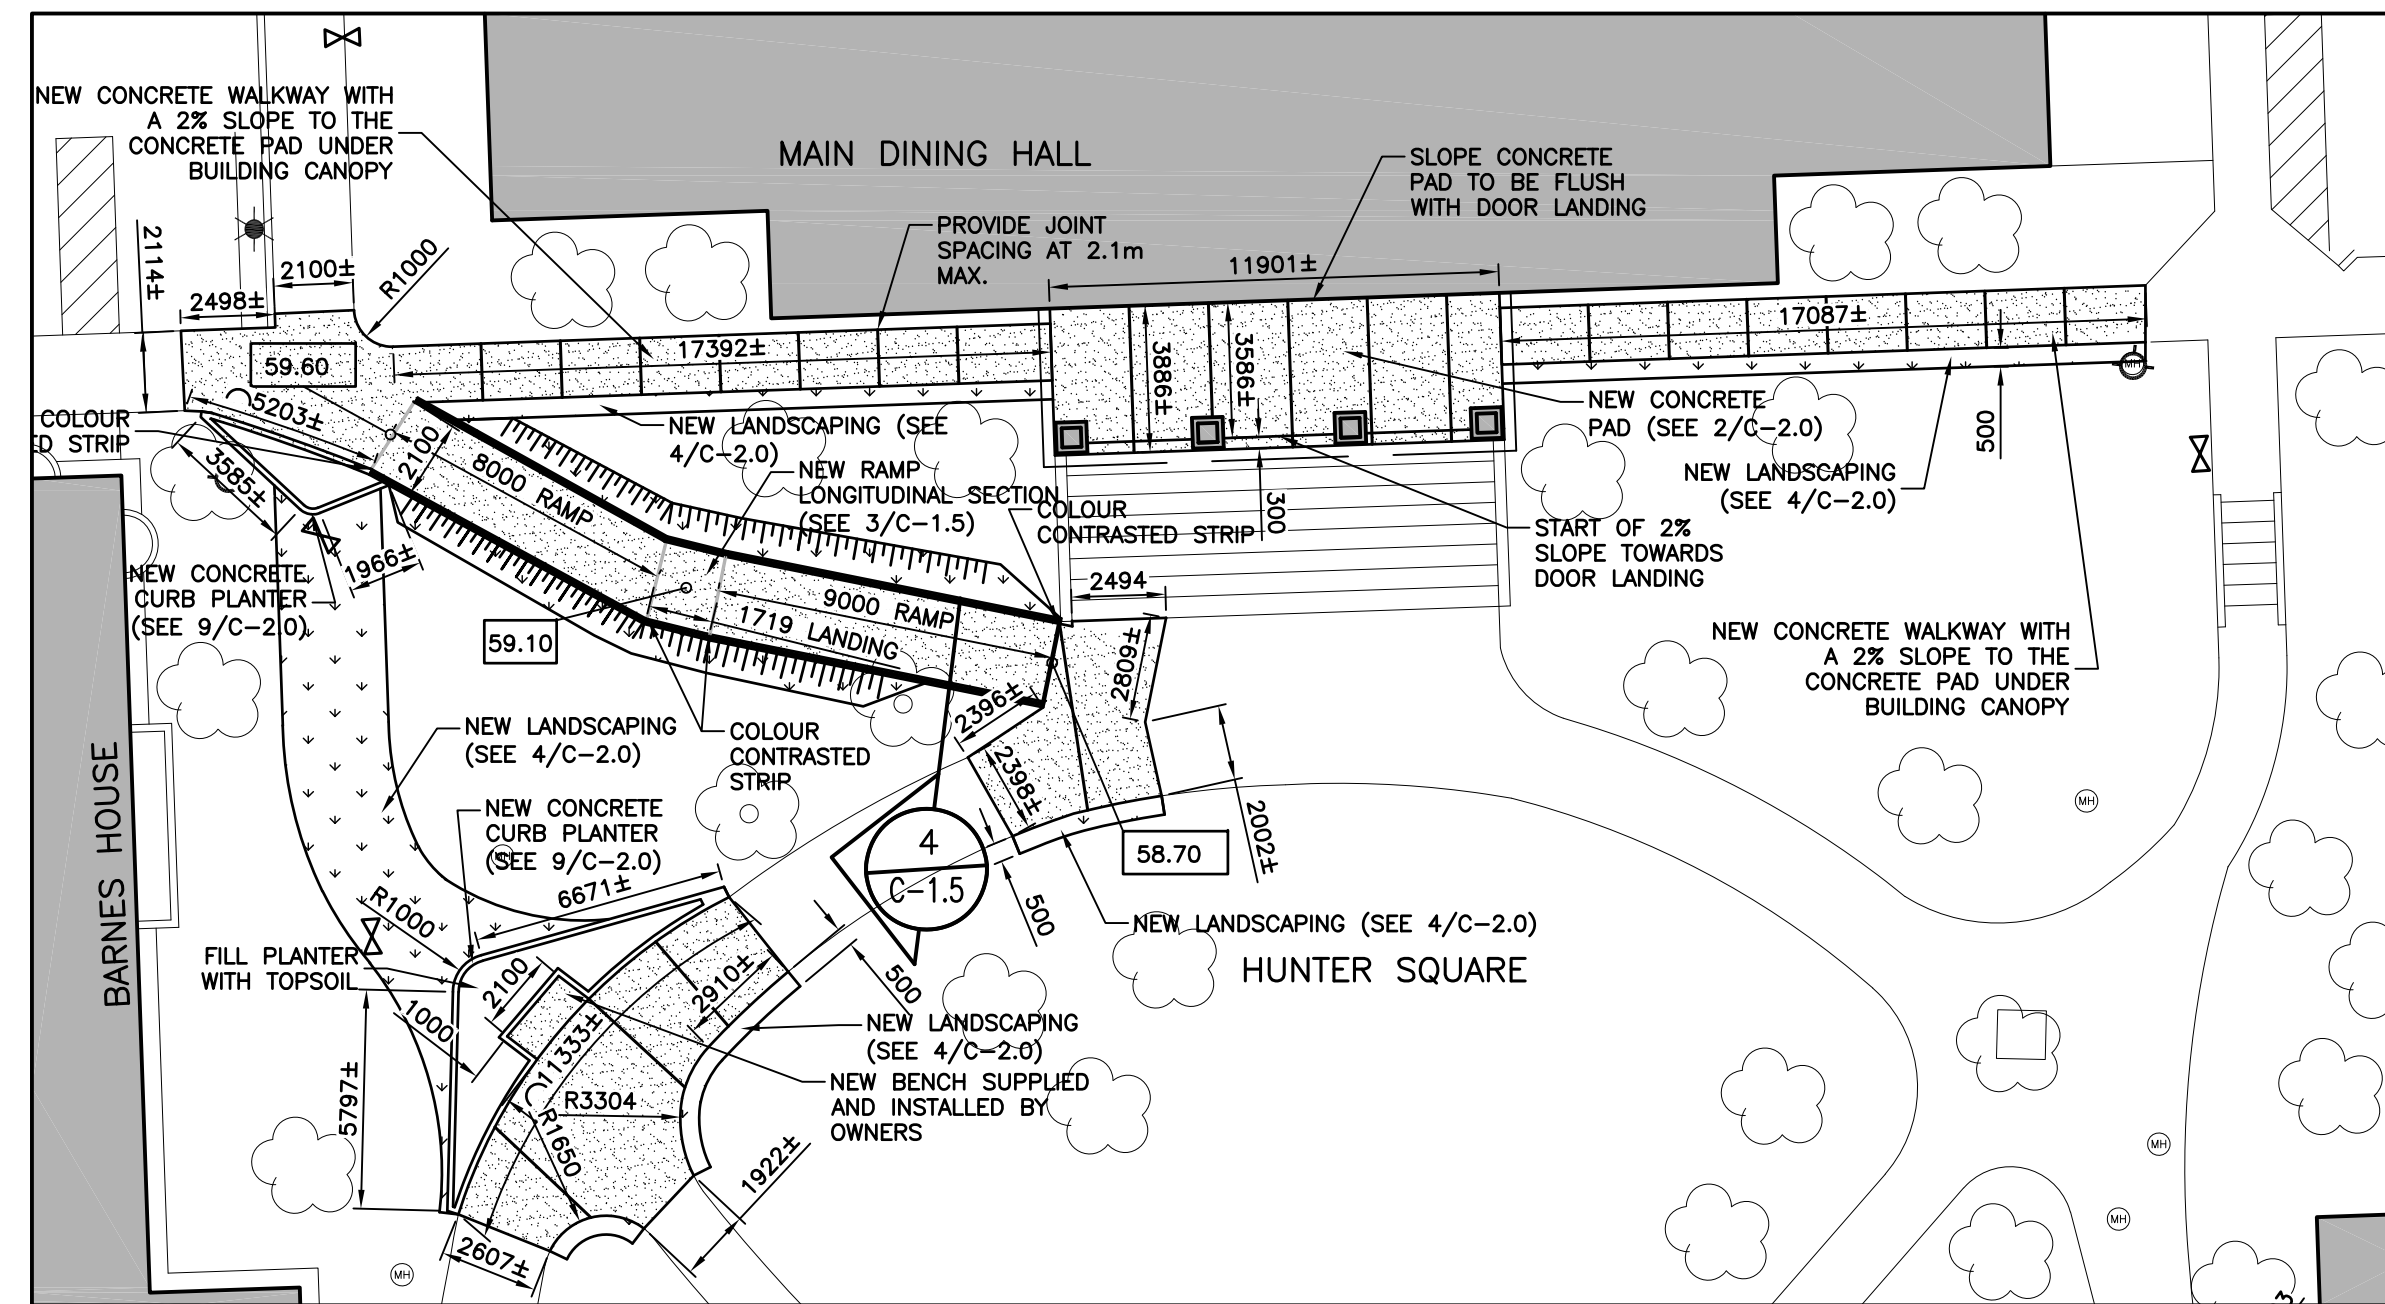 NEW CONCRETE WALKWAY WITH
A 2% SLOPE TO THE
CONCRETE PAD UNDER
BUILDING CANOPY
MAIN DINING HALL
SLOPE CONCRETE
PAD TO BE FLUSH
WITH DOOR LANDING
PROVIDE JOINT
SPACING AT 2.1m
MAX.
2114±
2100±
R1000
2498±
11901±
59.60
17392±
3886±
3586±
17087±
MH
COLOUR
ED STRIP
5203±
2100
3585±
8000 RAMP
NEW LANDSCAPING (SEE
4/C-2.0)
NEW RAMP
LONGITUDINAL SECTION
(SEE 3/C-1.5)
COLOUR
CONTRASTED STRIP
300
NEW CONCRETE
PAD (SEE 2/C-2.0)
500
NEW LANDSCAPING
(SEE 4/C-2.0)
START OF 2%
SLOPE TOWARDS
DOOR LANDING
1966±
NEW CONCRETE
CURB PLANTER
(SEE 9/C-2.0)
59.10
9000 RAMP
1719 LANDING
2494
2809±
NEW CONCRETE WALKWAY WITH
A 2% SLOPE TO THE
CONCRETE PAD UNDER
BUILDING CANOPY
NEW LANDSCAPING
(SEE 4/C-2.0)
COLOUR
CONTRASTED
STRIP
2396±
2398±
2002±
BARNES HOUSE
NEW CONCRETE
CURB PLANTER
(SEE 9/C-2.0)
MH
4
C-1.5
58.70
MH
6671±
R1000
500
NEW LANDSCAPING (SEE 4/C-2.0)
HUNTER SQUARE
FILL PLANTER
WITH TOPSOIL
2100
2910±
500
1000
11333±
NEW LANDSCAPING
(SEE 4/C-2.0)
NEW BENCH SUPPLIED
AND INSTALLED BY
OWNERS
5797±
R3304
R1650
1922±
2607±
MH
MH
MH